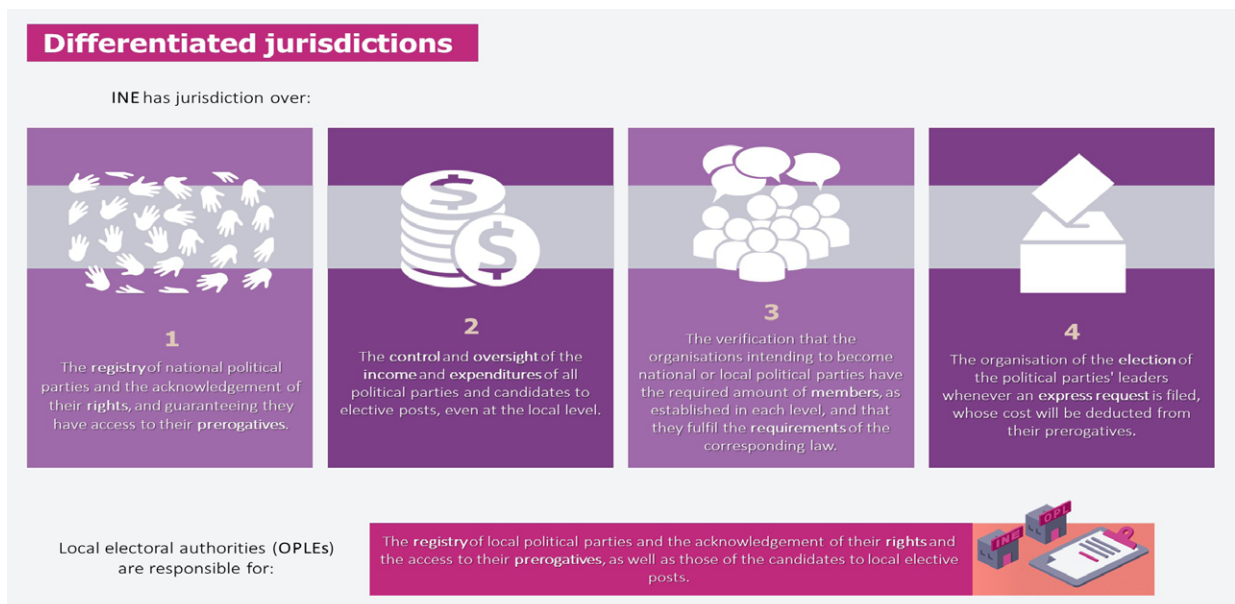 Differentiated jurisdictions
INE has jurisdiction over:
1
The registry of national political
parties and the acknowledgement of
their rights, and guaranteeing they
have access to their prerogatives.
2
The control and oversight of the
income and expenditures of all
political parties and candidates to
elective posts, even at the local level.
3
The verification that the
organisations intending to become
national or local political parties have
the required amount of members, as
established in each level, and that
they fulfil the requirements of the
corresponding law.
4
The organisation of the election of
the political parties' leaders
whenever an express request is filed,
whose cost will be deducted from
their prerogatives.
Local electoral authorities (OPLEs)
are responsible for:
The registry of local political parties and the acknowledgement of their rights and
the access to their prerogatives, as well as those of the candidates to local elective
posts.
INE
OPL